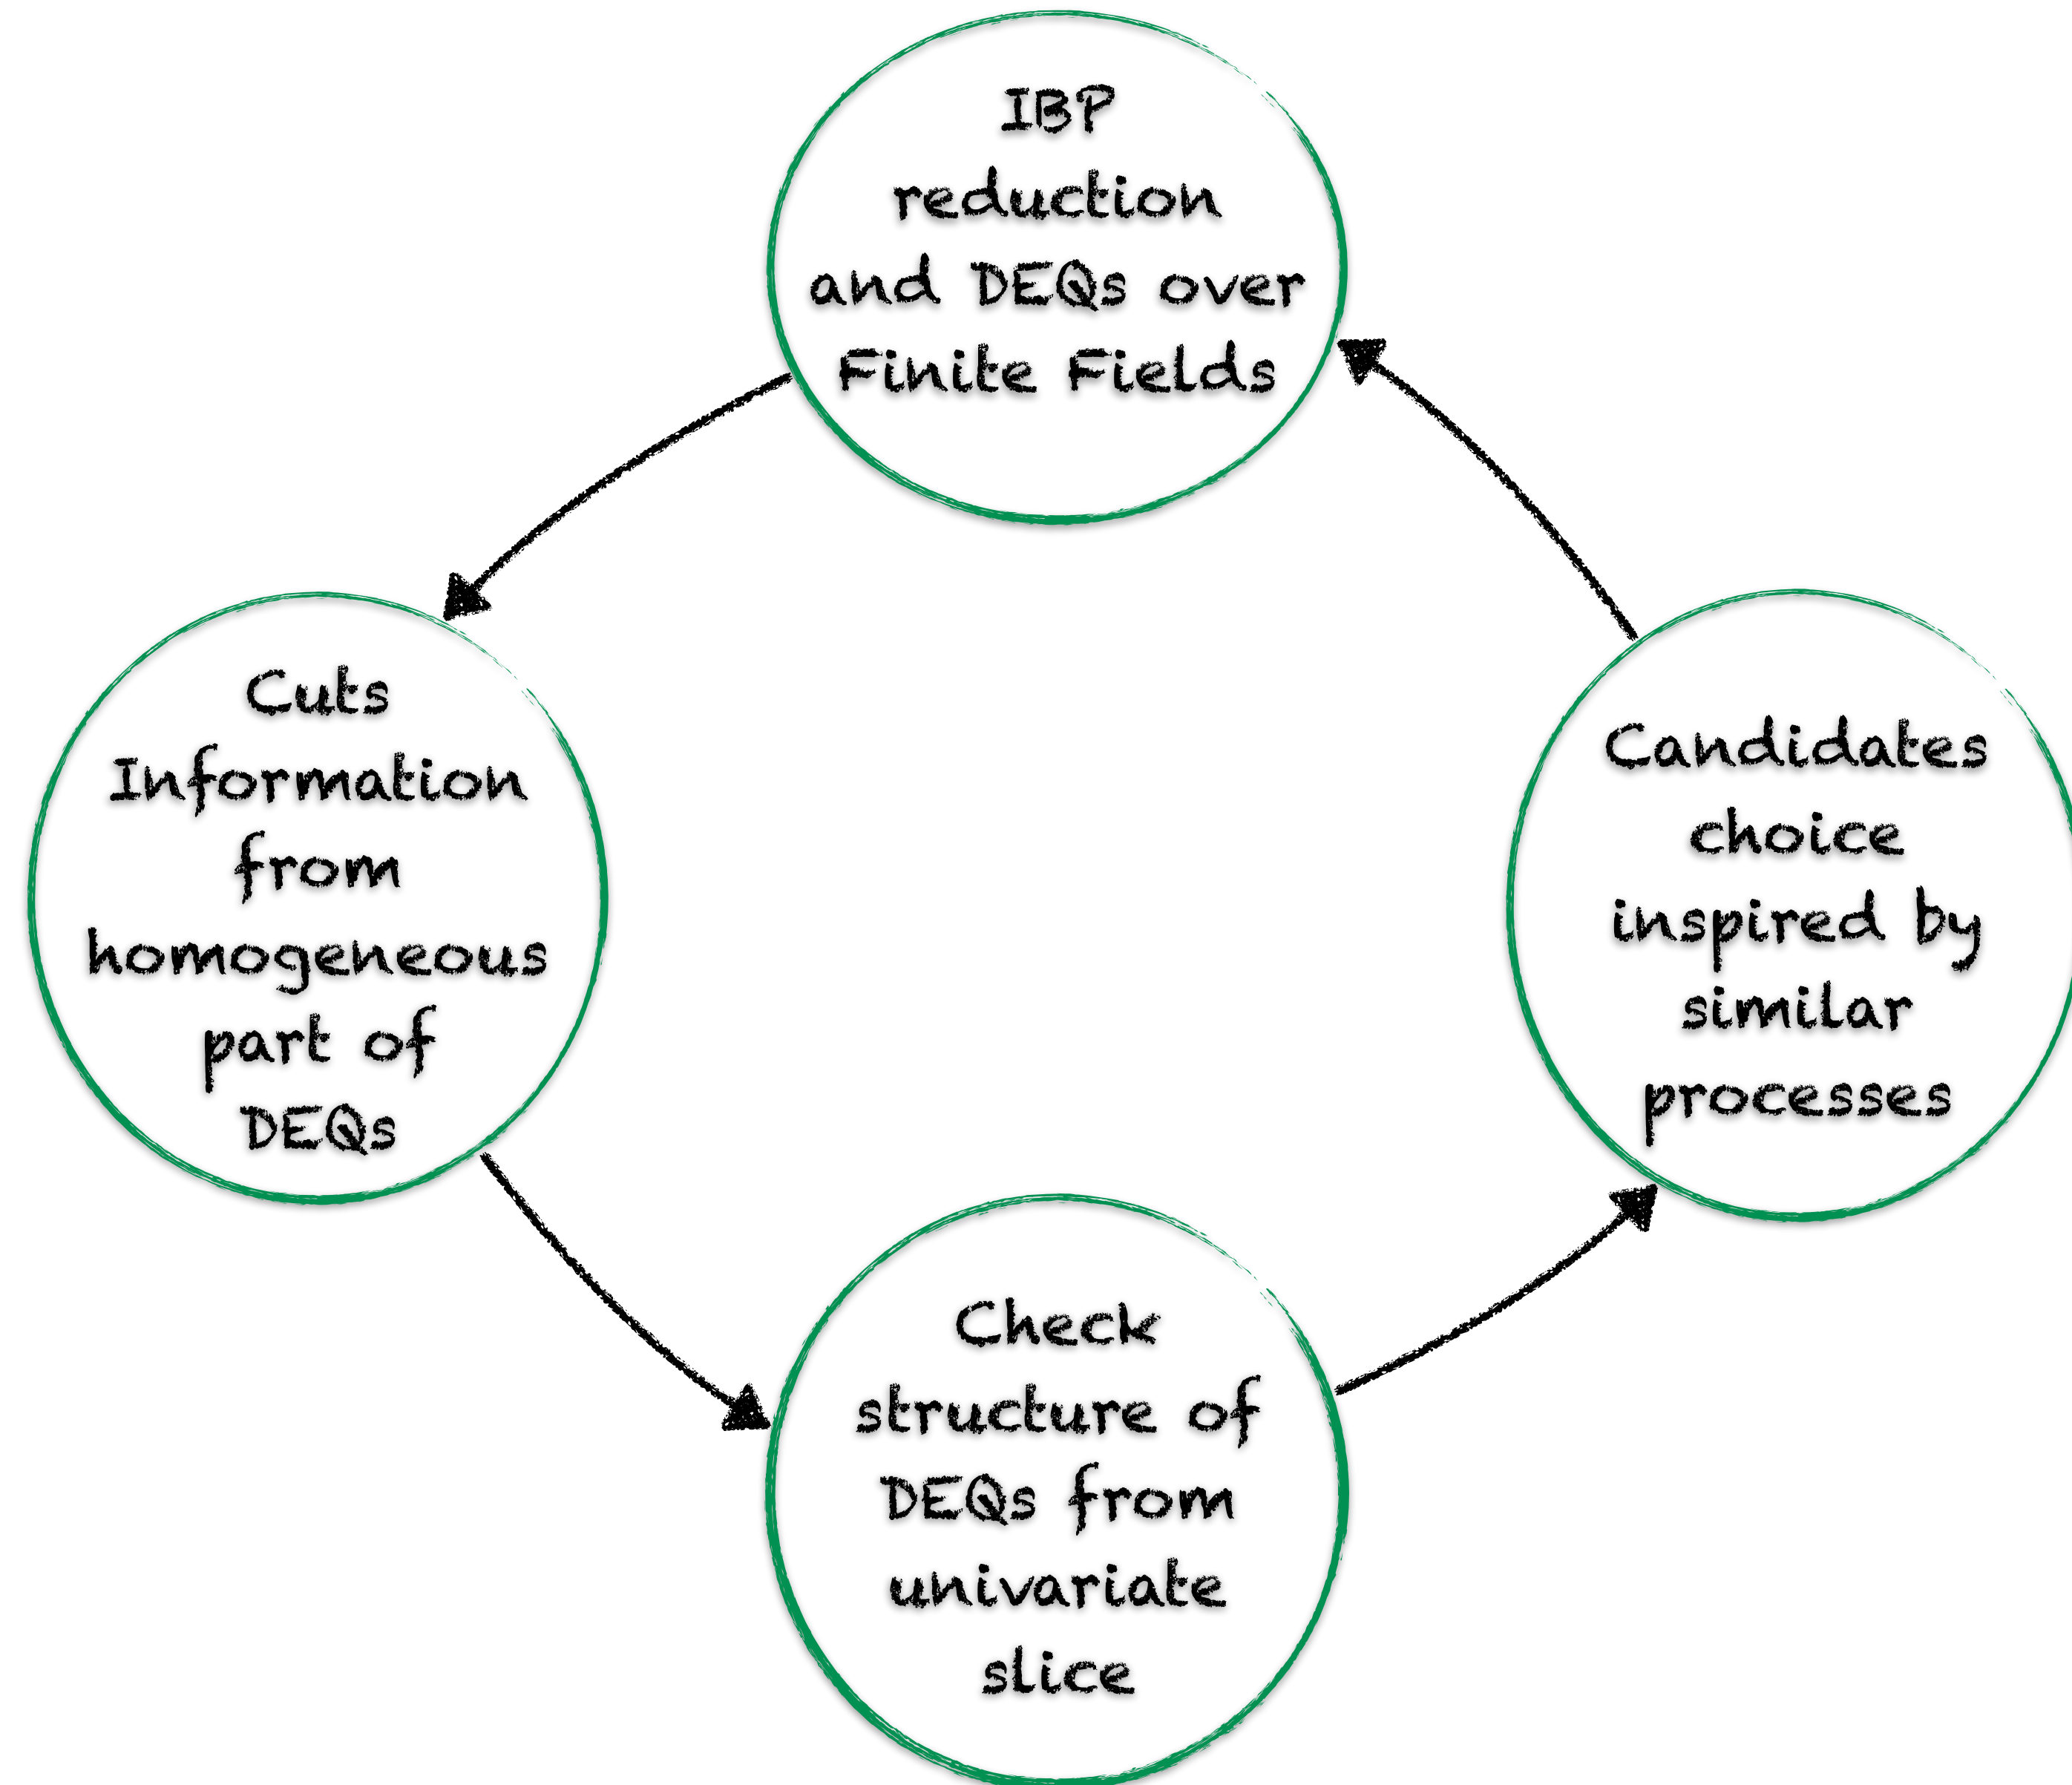 IBP
reduction
and DEQs over
Finite Fields
Cuts
Information
from
homogeneous
part of
DEQs
Candidates
choice
inspired by
similar
processes
Check
structure of
DEQs from
univariate
slice